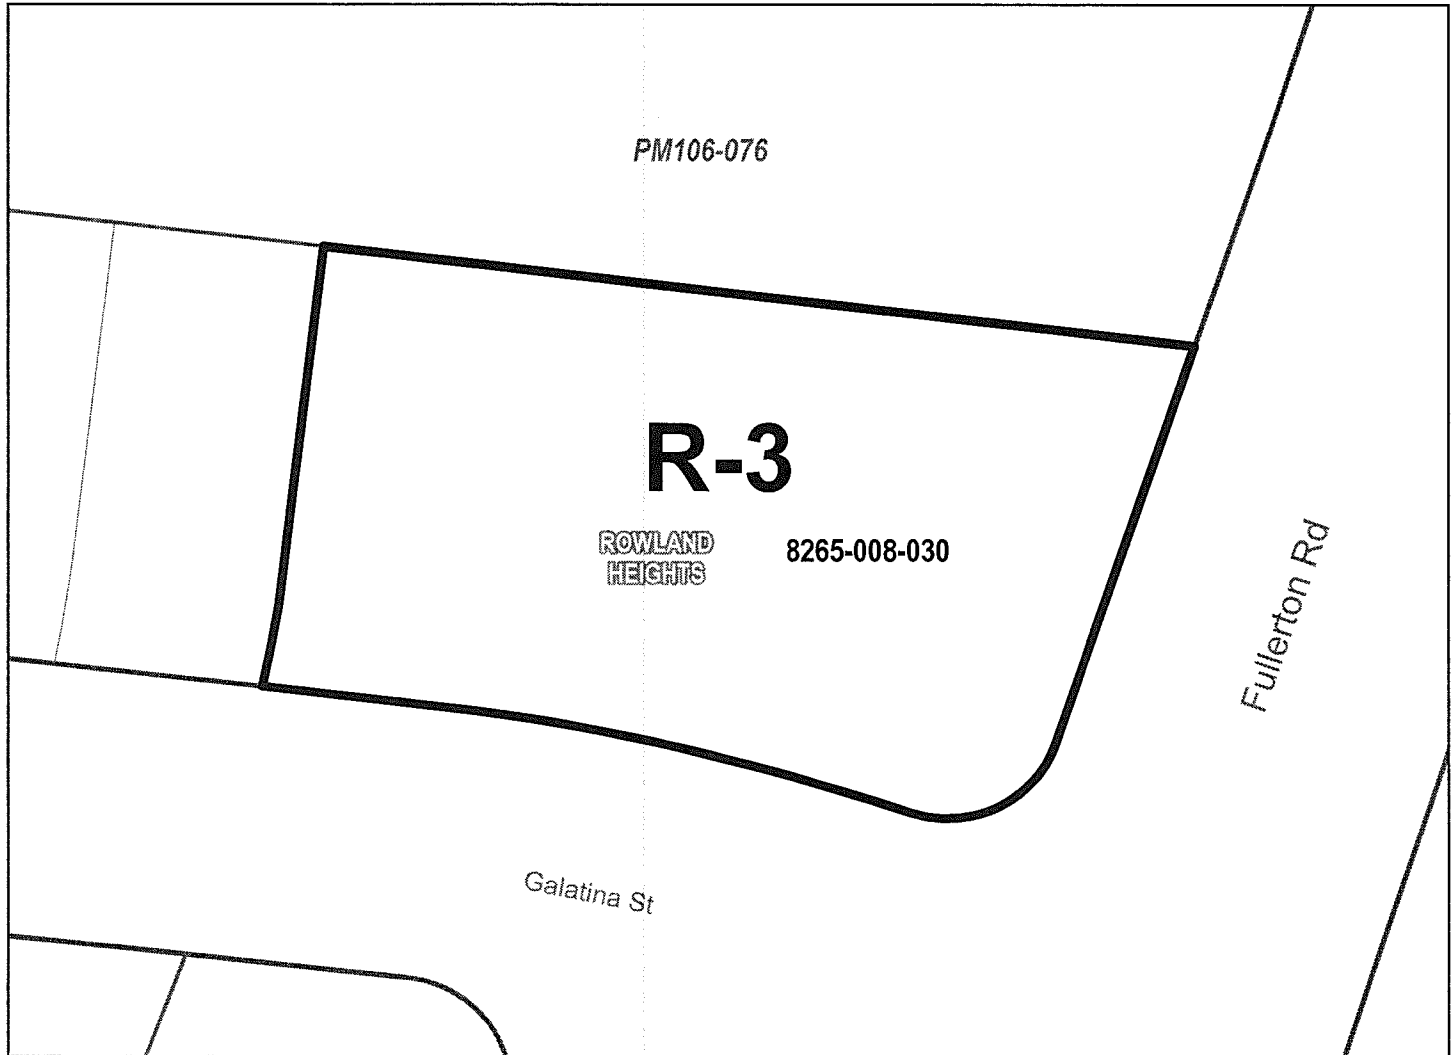 PM106-076
R-3
ROWLAND
HEIGHTS
8265-008-030
Fullerton Rd
Galatina St